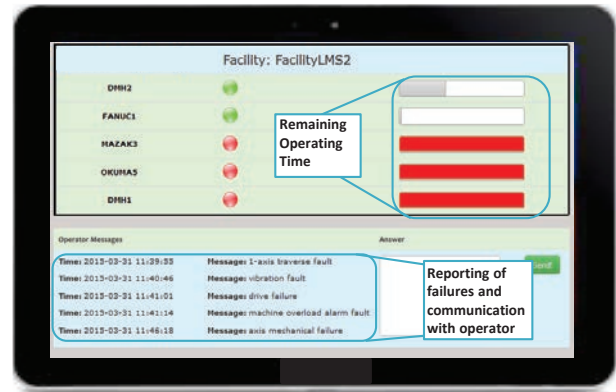 Facility: FacilityLMS2
DMH2
FANUC1
MAZAK3
OKUMA5
DMH1
Remaining
Operating
Time
Operator Messages
Answer
Time: 2015-03-31 11:39:55 Message: 1-axis traverse fault
Time: 2015-03-31 11:40:46 Message: vibration fault
Time: 2015-03-31 11:41:01 Message: drive failure
Time: 2015-03-31 11:41:14 Message: machine overload alarm fault
Time: 2015-03-31 11:46:18 Message: axis mechanical failure
Send
Reporting of
failures and
communication
with operator